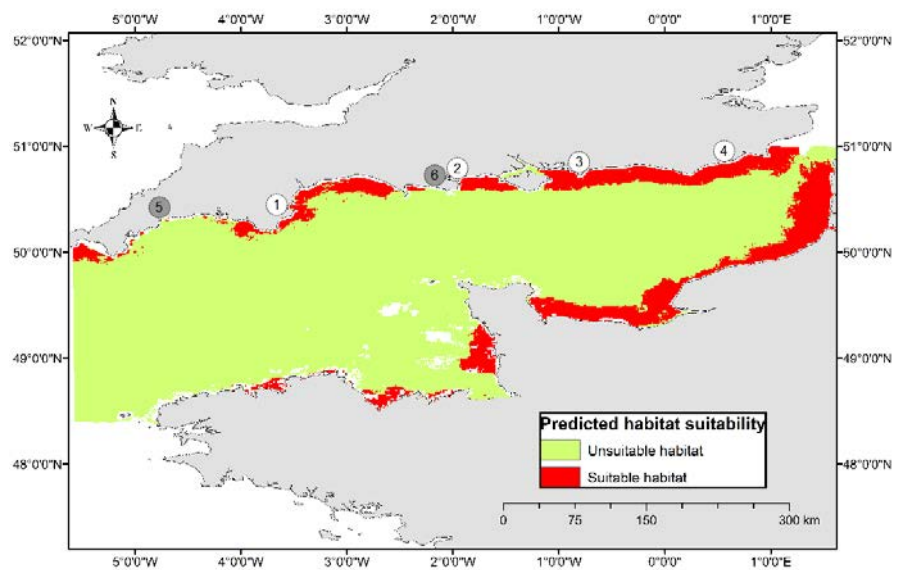 5°0'0"W 4°0'0"W 3°0'0"W 2°0'0"W 1°0'0"W 0°0'0"E 1°0'0"E
52°0'0"N 52°0'0"N
N
W E
S
51°0'0"N 51°0'0"N
4
3
2
6
1
5
50°0'0"N 50°0'0"N
49°0'0"N 49°0'0"N
Predicted habitat suitability
Unsuitable habitat
Suitable habitat
48°0'0"N 48°0'0"N
0 75 150 300 km
5°0'0"W 4°0'0"W 3°0'0"W 2°0'0"W 1°0'0"W 0°0'0"E 1°0'0"E